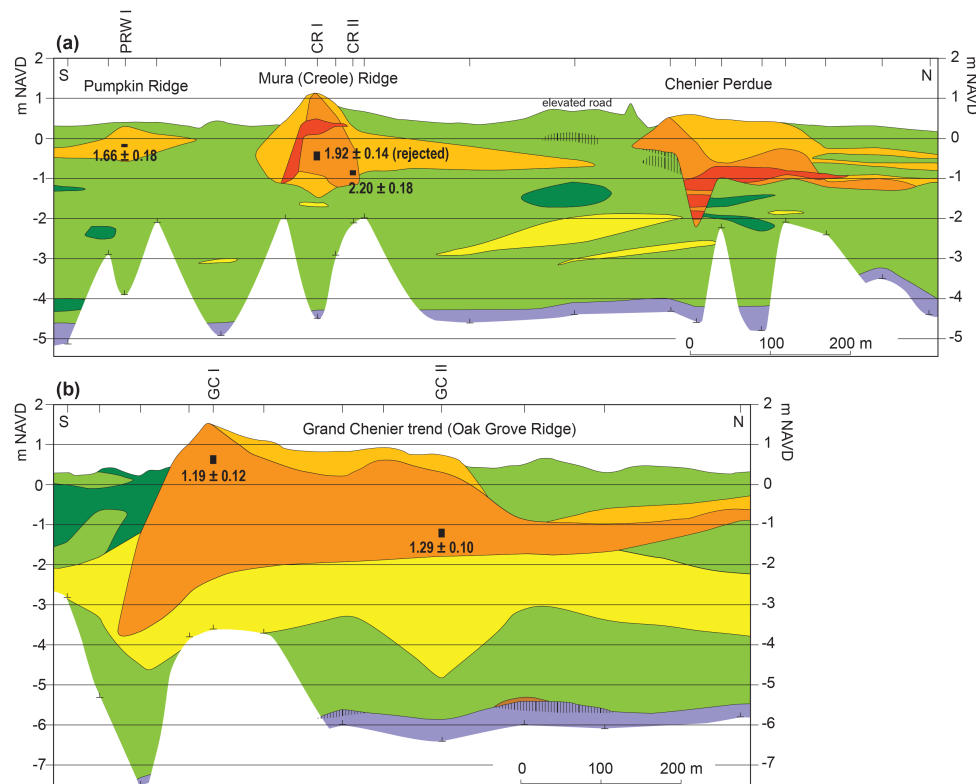 PRW I
CR I
CR II
(a)
2
S
N
2
m NAVD
m NAVD
Pumpkin Ridge
Mura (Creole) Ridge
Chenier Perdue
1
1
elevated road
0
0
1.66 ± 0.18
1.92 ± 0.14 (rejected)
-1
-1
2.20 ± 0.18
-2
-2
-3
-3
-4
-4
-5
-5
0 100 200 m
GC I
GC II
(b)
2
S
N
2
m NAVD
m NAVD
Grand Chenier trend (Oak Grove Ridge)
1
1
1.19 ± 0.12
0
0
-1
-1
1.29 ± 0.10
-2
-2
-3
-3
-4
-4
-5
-5
-6
-6
-7
-7
0 100 200 m